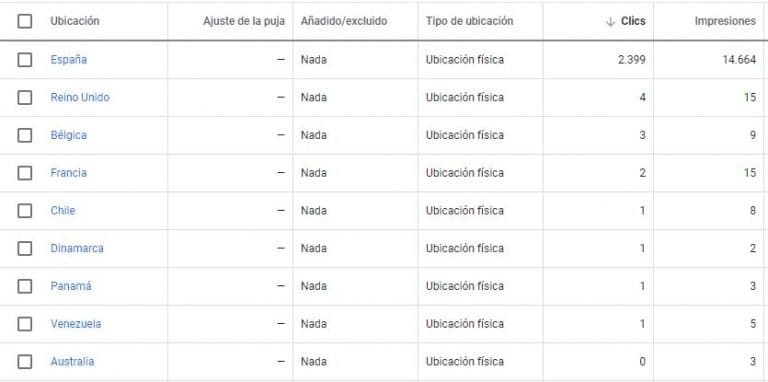 Ubicación Ajuste de la puja Añadido/excluido Tipo de ubicación ↓ Clics Impresiones
España — Nada Ubicación física 2.399 14.664
Reino Unido — Nada Ubicación física 4 15
Bélgica — Nada Ubicación física 3 9
Francia — Nada Ubicación física 2 15
Chile — Nada Ubicación física 1 8
Dinamarca — Nada Ubicación física 1 2
Panamá — Nada Ubicación física 1 3
Venezuela — Nada Ubicación física 1 5
Australia — Nada Ubicación física 0 3